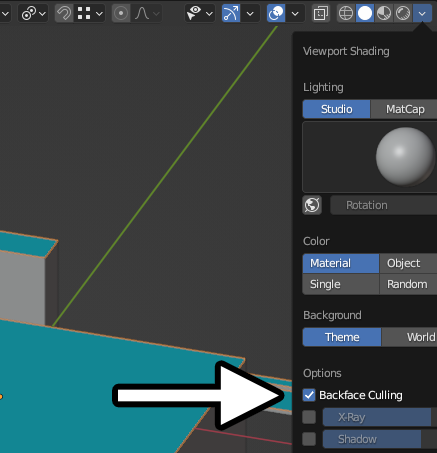 Viewport Shading
Lighting
Studio MatCap
Rotation
Color
Material Object
Single Random
Background
Theme World
Options
Backface Culling
X-Ray
Shadow